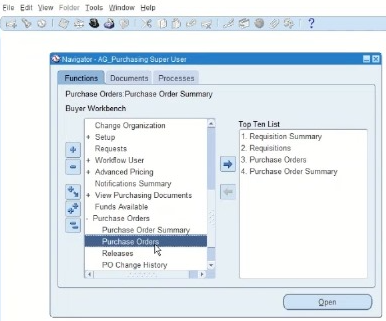 File Edit View Folder Tools Window Help
Navigator - AG_Purchasing Super User
Functions Documents Processes
Purchase Orders:Purchase Order Summary
Buyer Workbench
Top Ten List
Change Organization
+ Setup
Requests
+ Workflow User
+ Advanced Pricing
Notifications Summary
+ View Purchasing Documents
Funds Available
- Purchase Orders
Purchase Order Summary
Purchase Orders
Releases
PO Change History
1. Requisition Summary
2. Requisitions
3. Purchase Orders
4. Purchase Order Summary
Open